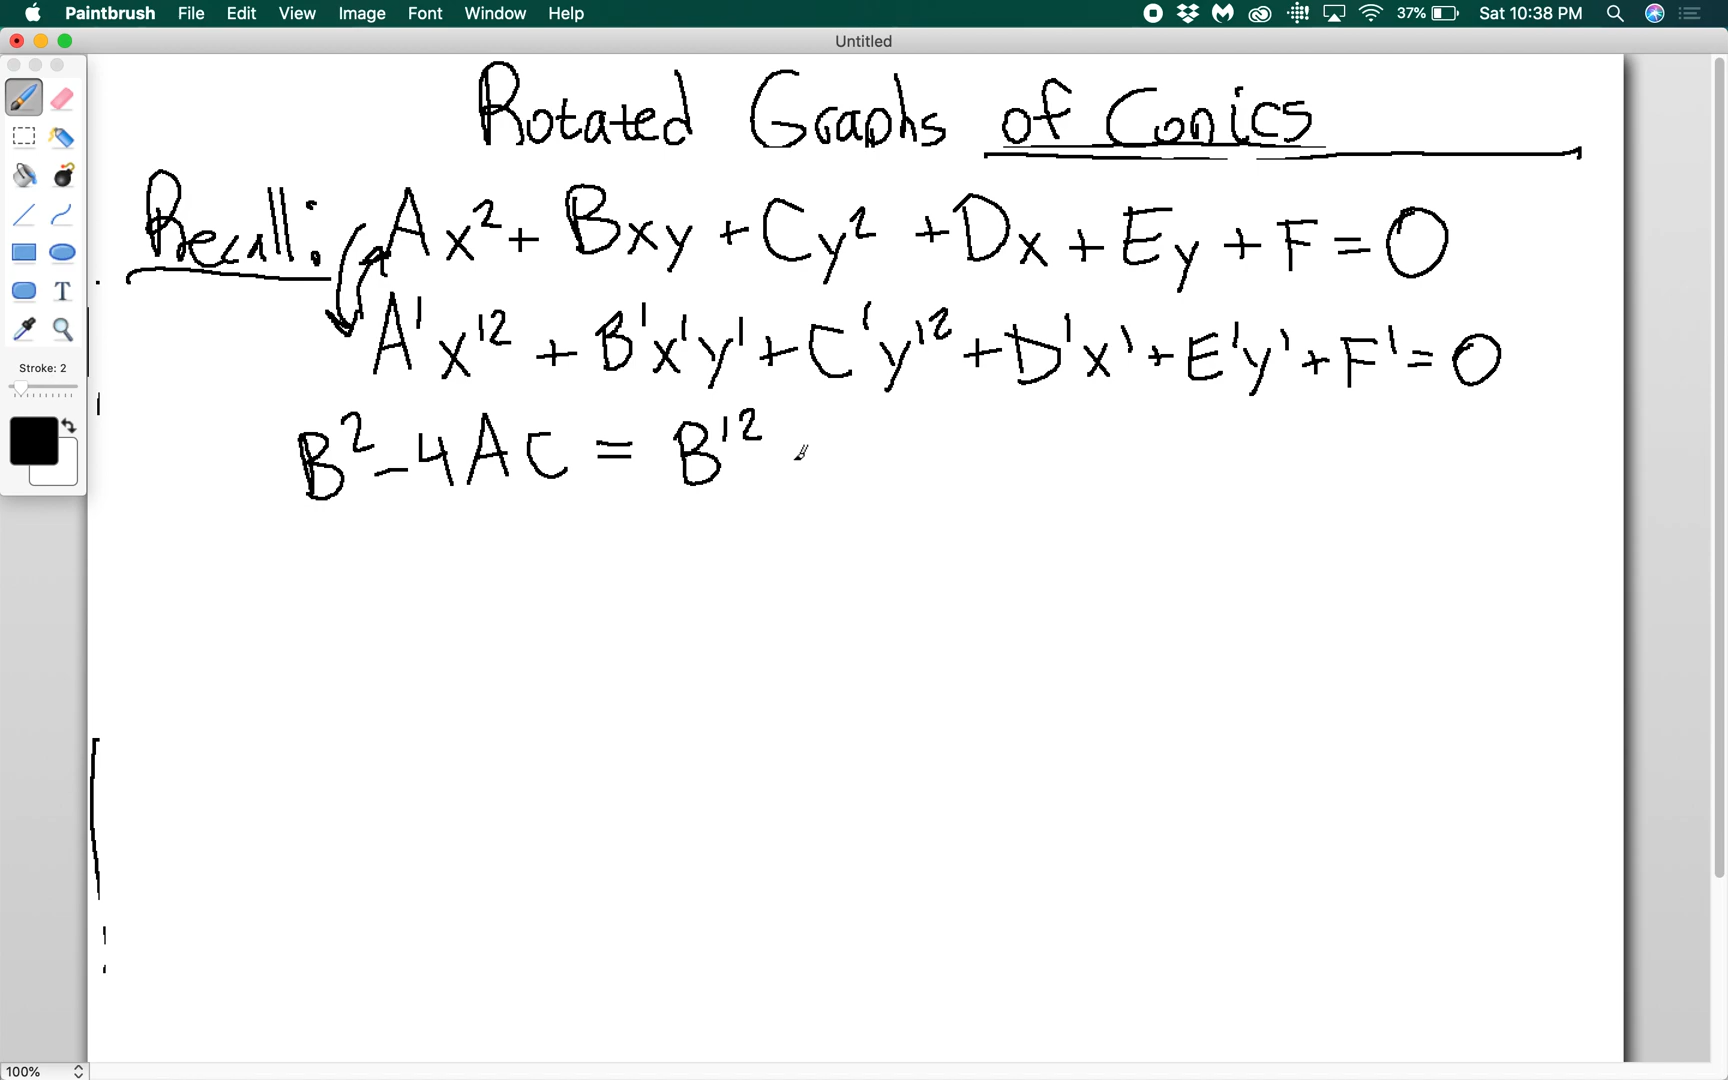 Paintbrush File Edit View Image Font Window Help 37% Sat 10:38 PM
Untitled
Rotated Graphs of Conics
Recall: Ax² + Bxy + Cy² + Dx + Ey + F = 0
A'x'² + B'x'y' + C'y'² + D'x' + E'y' + F' = 0
B² - 4AC = B'²
T
Stroke: 2
100%